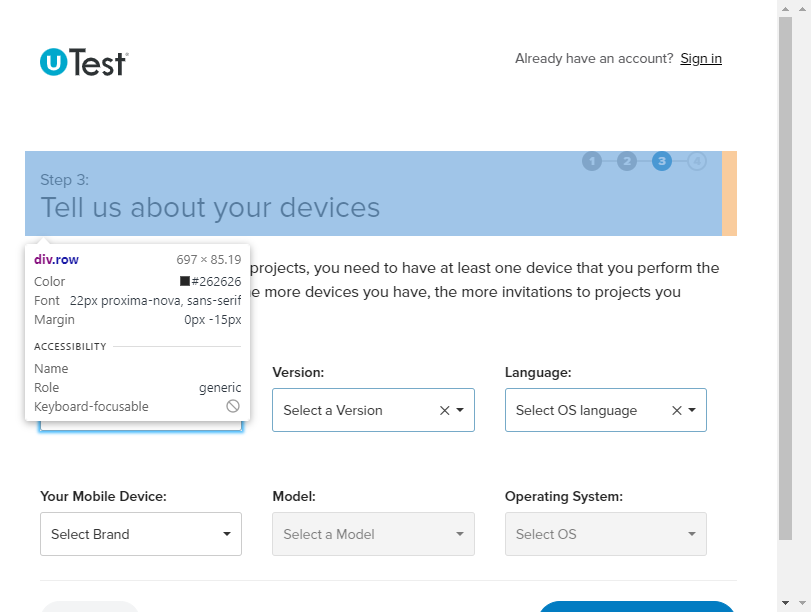 uTest
Already have an account? Sign in
1 2 3 4
Step 3:
Tell us about your devices
projects, you need to have at least one device that you perform the
e more devices you have, the more invitations to projects you
div.row 697 × 85.19
Color #262626
Font 22px proxima-nova, sans-serif
Margin 0px -15px
ACCESSIBILITY
Name
Role generic
Keyboard-focusable
Version: Language:
Select a Version Select OS language
Your Mobile Device: Model: Operating System:
Select Brand Select a Model Select OS